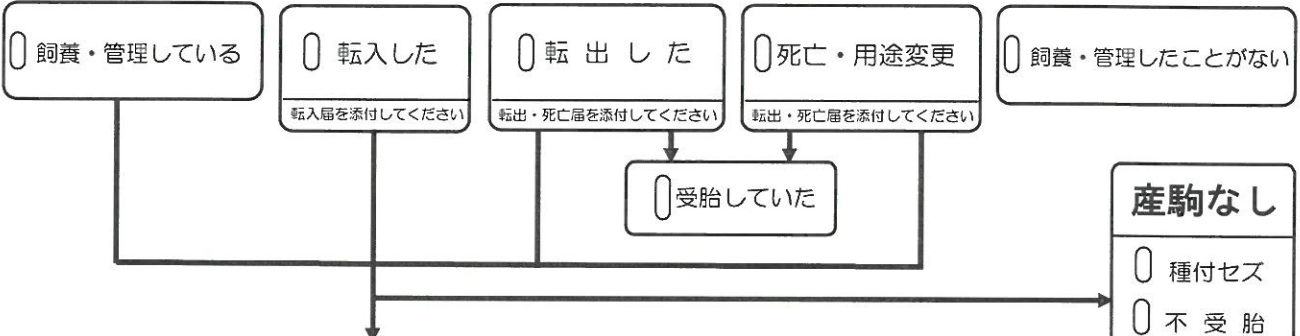 飼養・管理している
転入した
転入届を添付してください
転出した
転出・死亡届を添付してください
死亡・用途変更
転出・死亡届を添付してください
飼養・管理したことがない
受胎していた
産駒なし
種付セズ
不受胎